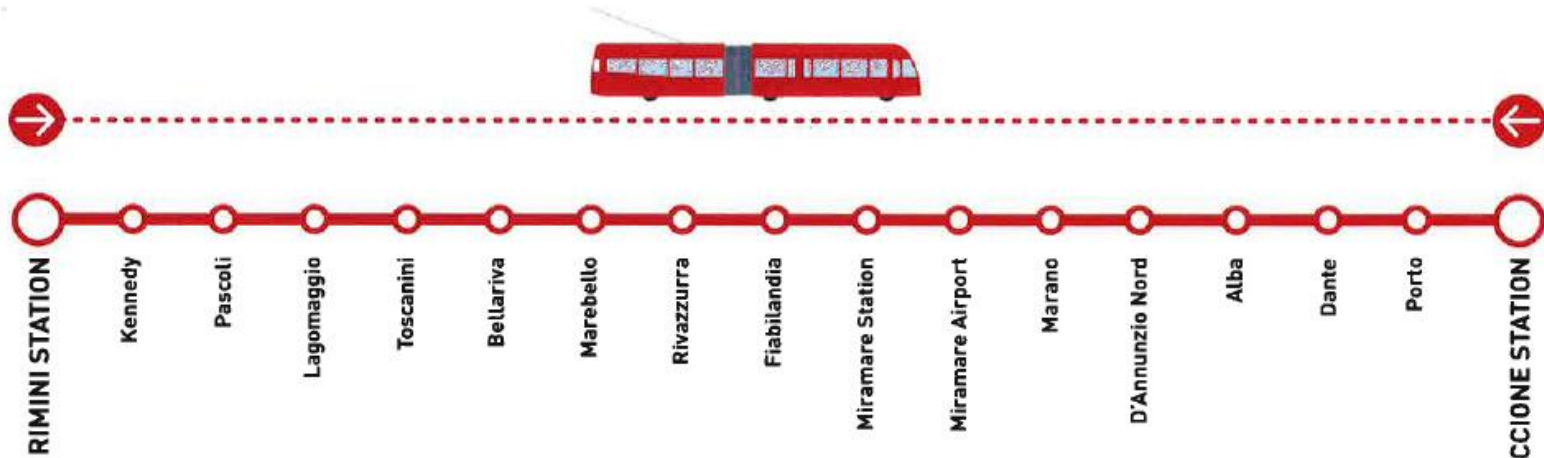 RIMINI STATION
Kennedy
Pascoli
Lagomaggio
Toscanini
Bellariva
Marebello
Rivazzurra
Fiabilandia
Miramare Station
Miramare Airport
Marano
D'Annunzio Nord
Alba
Dante
Porto
CCIONE STATION